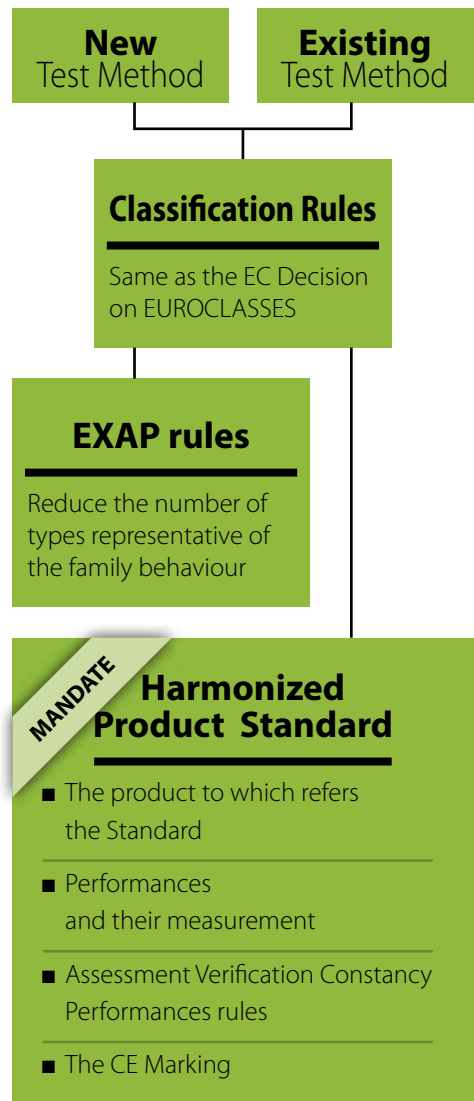 New
Test Method
Existing
Test Method
Classification Rules
Same as the EC Decision
on EUROCLASSES
EXAP rules
Reduce the number of
types representative of
the family behaviour
MANDATE
Harmonized
Product Standard
■ The product to which refers
the Standard
■ Performances
and their measurement
■ Assessment Verification Constancy
Performances rules
■ The CE Marking